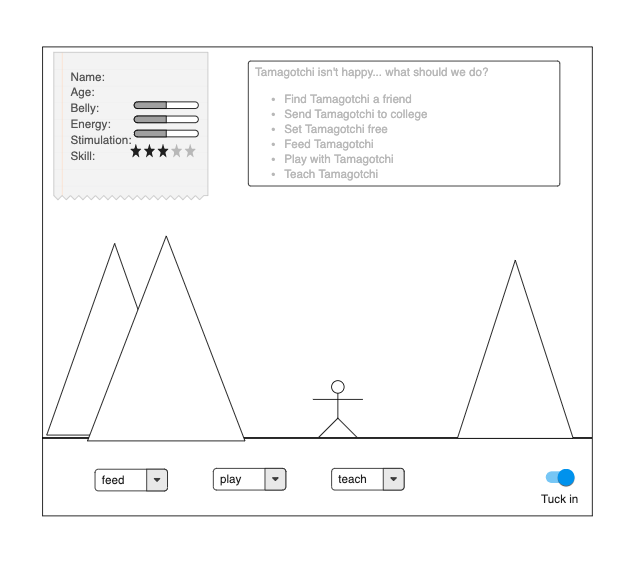 Name:
Age:
Belly:
Energy:
Stimulation:
Skill:
Tamagotchi isn't happy... what should we do?
• Find Tamagotchi a friend
• Send Tamagotchi to college
• Set Tamagotchi free
• Feed Tamagotchi
• Play with Tamagotchi
• Teach Tamagotchi
feed
play
teach
Tuck in